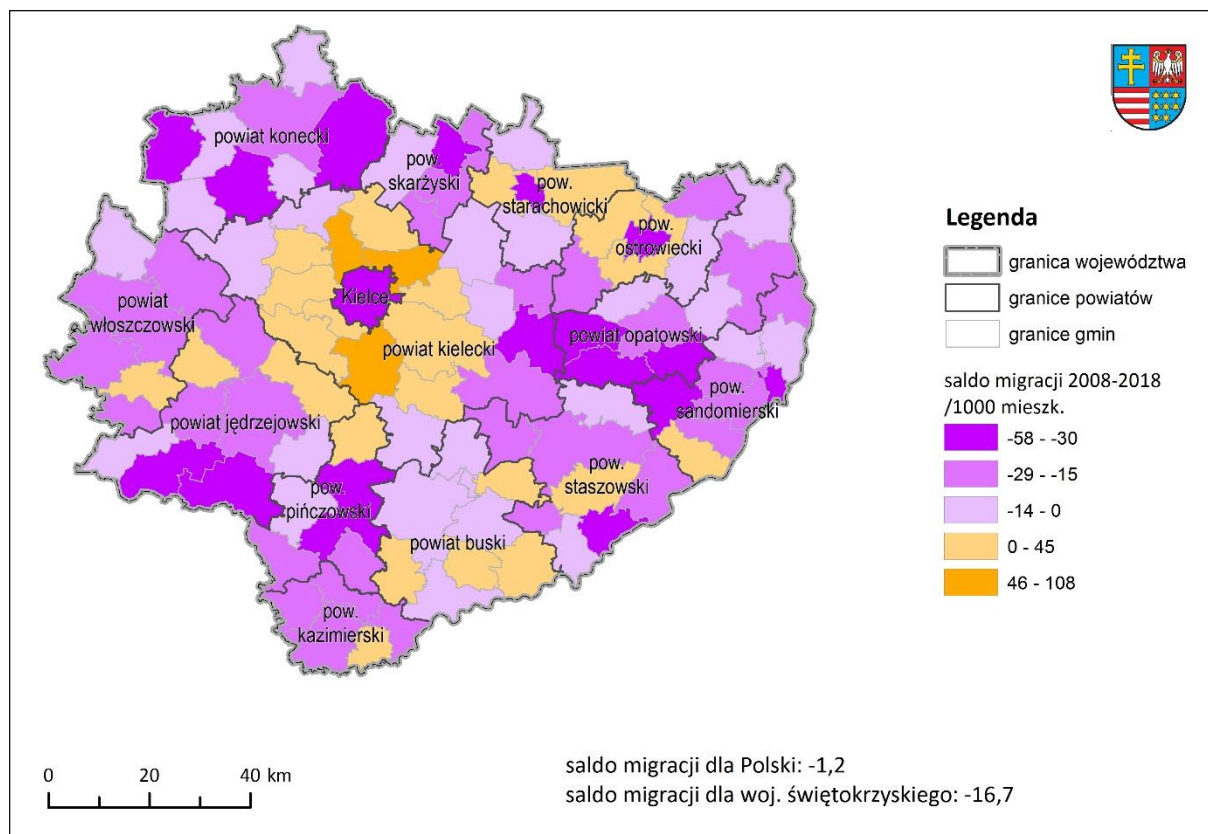 powiat konecki
pow.
skarżyski
pow.
starachowicki
pow.
ostrowiecki
Kielce
powiat
włoszczowski
powiat opatowski
powiat kielecki
pow.
sandomierski
powiat jędrzejowski
pow.
staszowski
pow.
pińczowski
powiat buski
pow.
kazimierski
Legenda
granica województwa
granice powiatów
granice gmin
saldo migracji 2008-2018
/1000 mieszk.
-58 - -30
-29 - -15
-14 - 0
0 - 45
46 - 108
0 20 40 km
saldo migracji dla Polski: -1,2
saldo migracji dla woj. świętokrzyskiego: -16,7